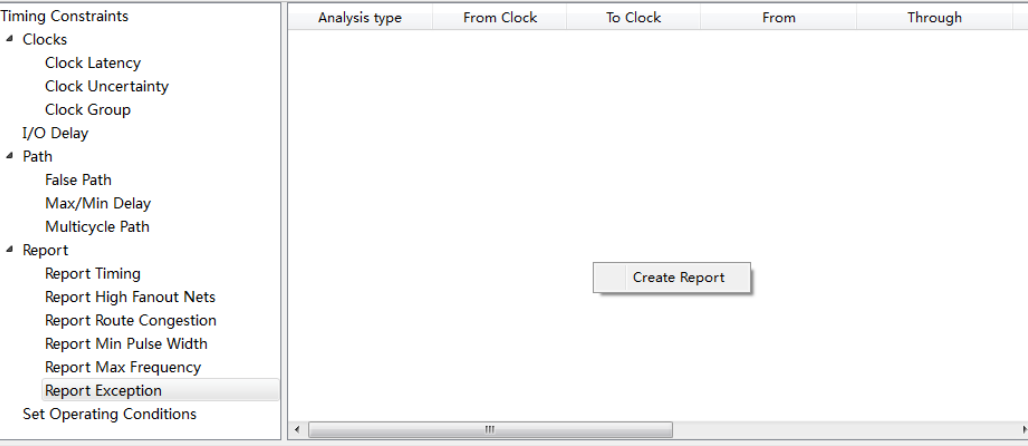 Timing Constraints
Clocks
Clock Latency
Clock Uncertainty
Clock Group
I/O Delay
Path
False Path
Max/Min Delay
Multicycle Path
Report
Report Timing
Report High Fanout Nets
Report Route Congestion
Report Min Pulse Width
Report Max Frequency
Report Exception
Set Operating Conditions
Analysis type From Clock To Clock From Through
Create Report